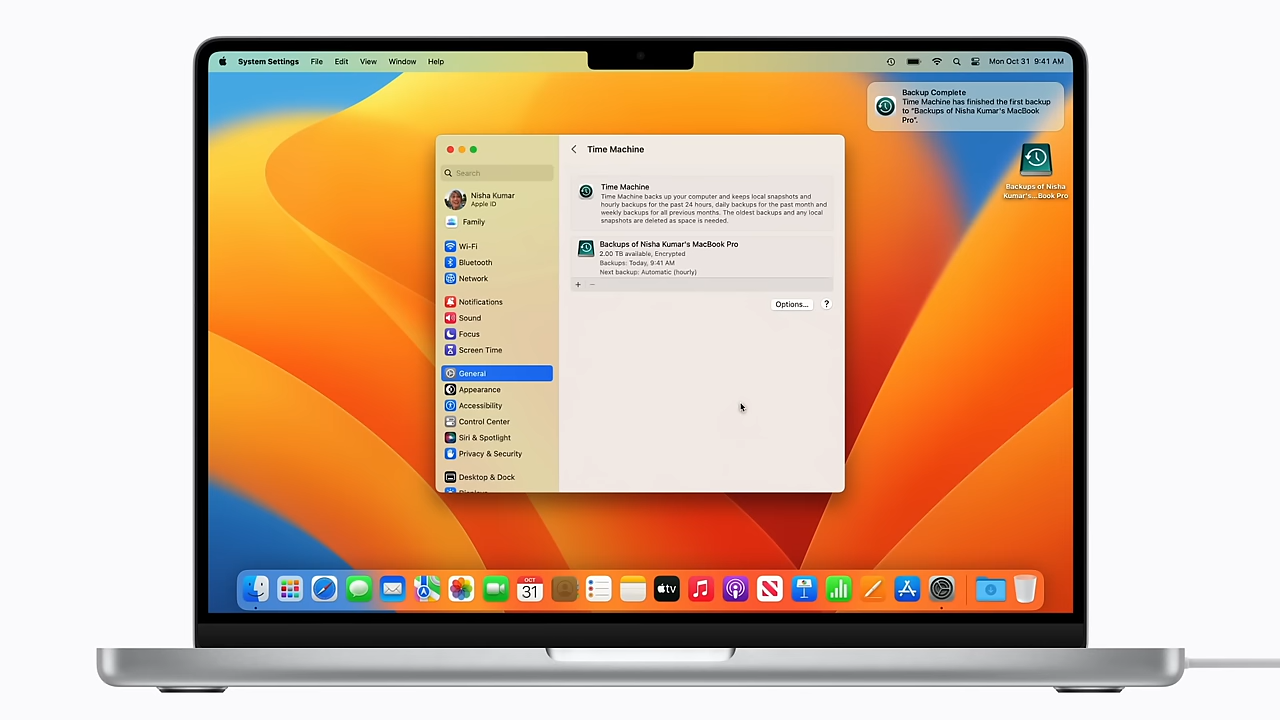 System Settings File Edit View Window Help Mon Oct 31 9:41 AM
Backup Complete
Time Machine has finished the first backup
to “Backups of Nisha Kumar's MacBook
Pro”.
Backups of Nisha
Kumar's...Book Pro
Search
Nisha Kumar
Apple ID
Family
Wi-Fi
Bluetooth
Network
Notifications
Sound
Focus
Screen Time
General
Appearance
Accessibility
Control Center
Siri & Spotlight
Privacy & Security
Desktop & Dock
Time Machine
Time Machine
Time Machine backs up your computer and keeps local snapshots and
hourly backups for the past 24 hours, daily backups for the past month and
weekly backups for all previous months. The oldest backups and any local
snapshots are deleted as space is needed.
Backups of Nisha Kumar's MacBook Pro
2.00 TB available, Encrypted
Backups: Today, 9:41 AM
Next backup: Automatic (hourly)
+ −
Options... ?
OCT
31
tv